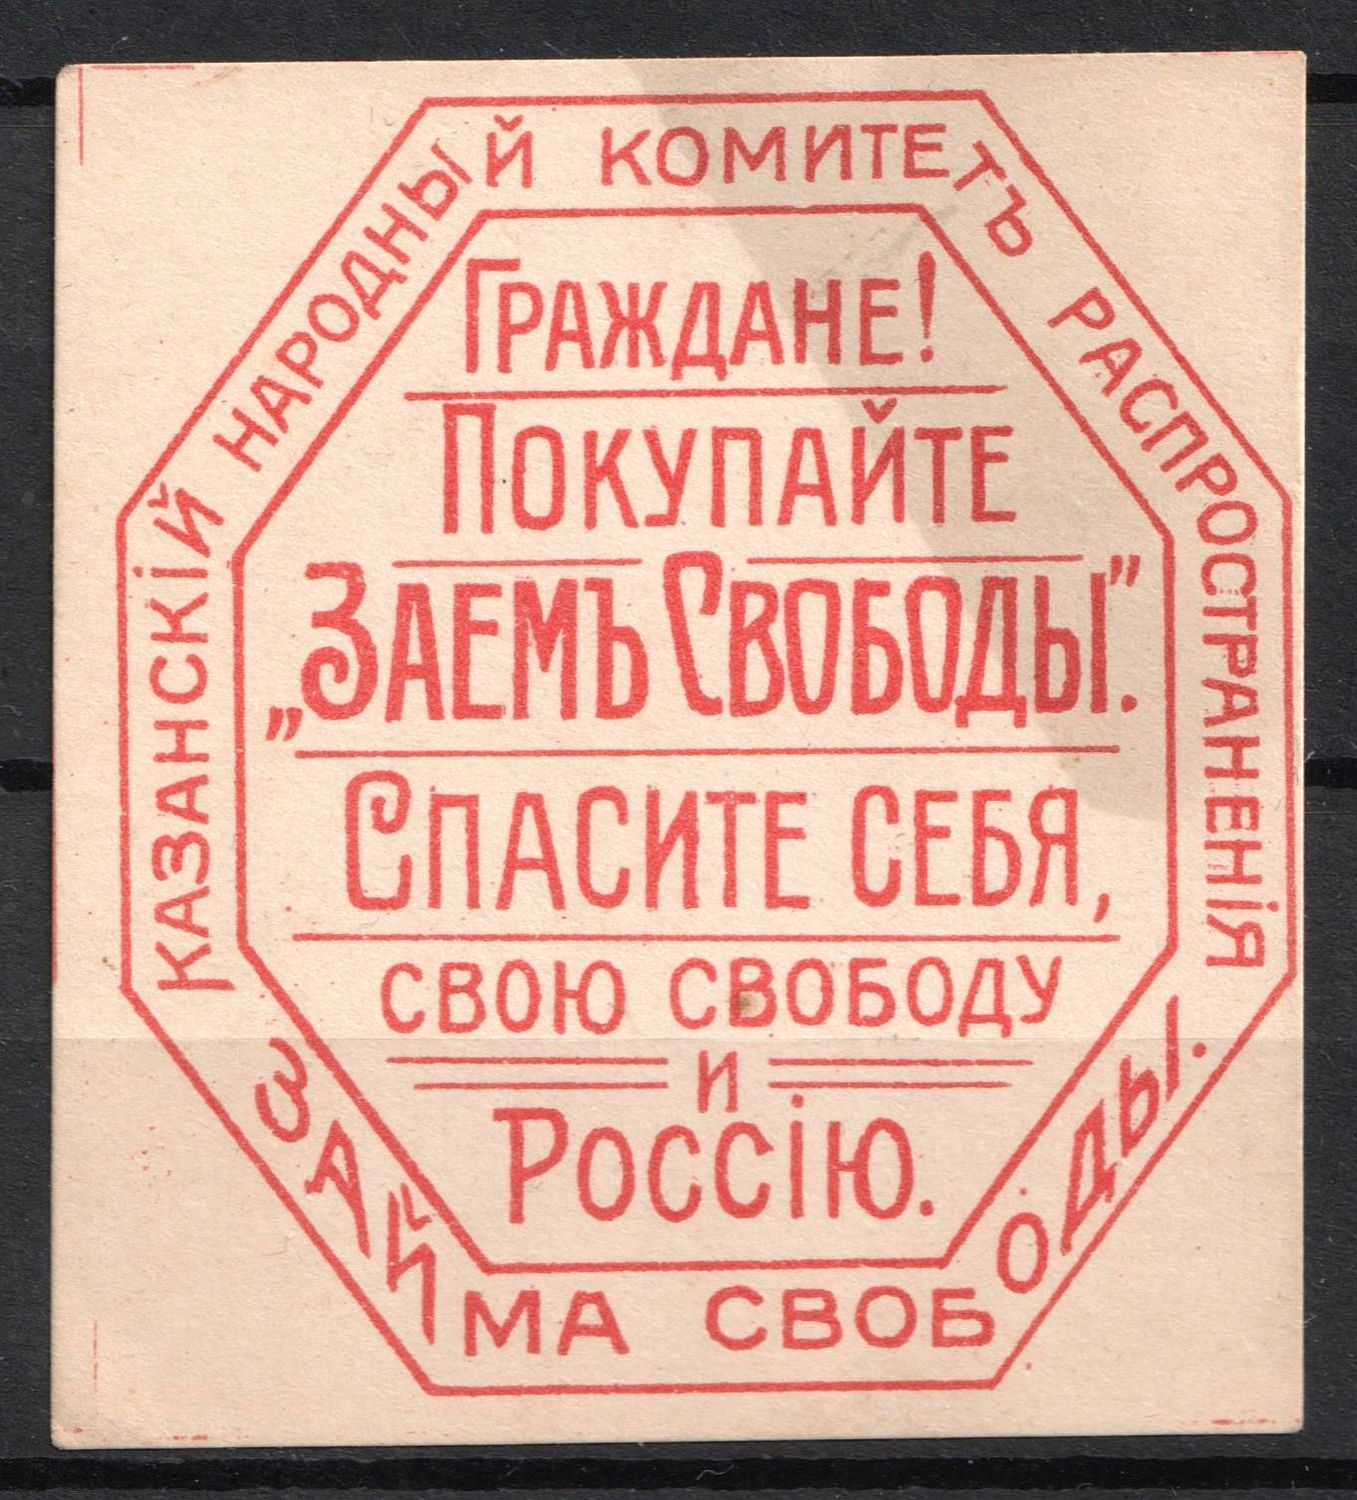 КАЗАНСКІЙ НАРОДНЫЙ КОМИТЕТЪ РАСПРОСТРАНЕНІЯ
ЗАЙМА СВОБОДЫ.
ГРАЖДАНЕ!
ПОКУПАЙТЕ
„ЗАЕМЪ СВОБОДЫ".
СПАСИТЕ СЕБЯ,
СВОЮ СВОБОДУ
И
РОССІЮ.